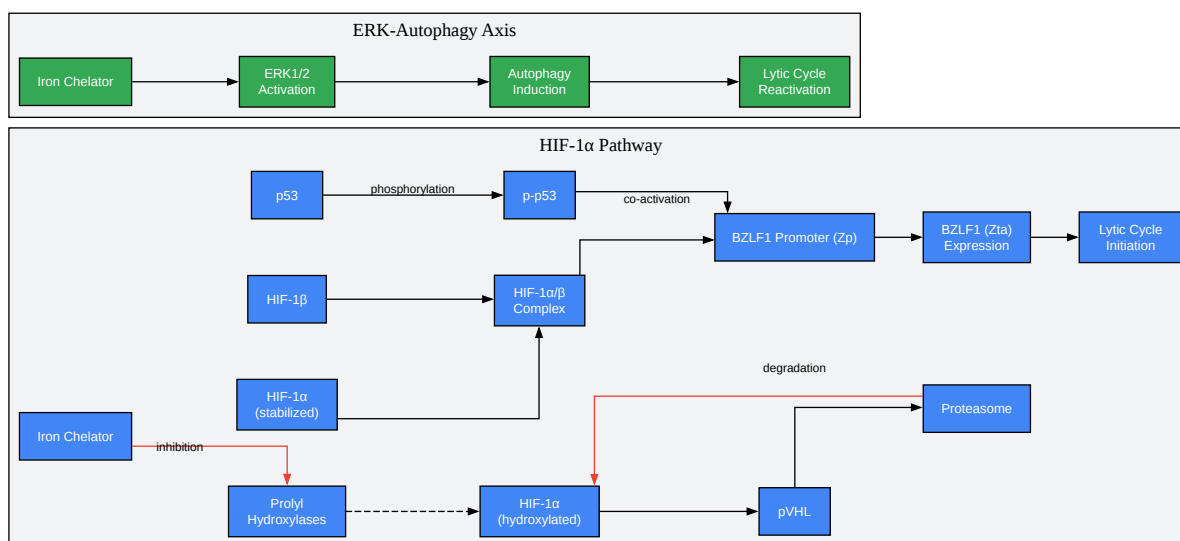 ERK-Autophagy Axis
Iron Chelator
ERK1/2
Activation
Autophagy
Induction
Lytic Cycle
Reactivation
HIF-1α Pathway
p53
phosphorylation
p-p53
co-activation
BZLF1 Promoter (Zp)
BZLF1 (Zta)
Expression
Lytic Cycle
Initiation
HIF-1β
HIF-1α/β
Complex
degradation
HIF-1α
(stabilized)
Proteasome
Iron Chelator
inhibition
Prolyl
Hydroxylases
HIF-1α
(hydroxylated)
pVHL